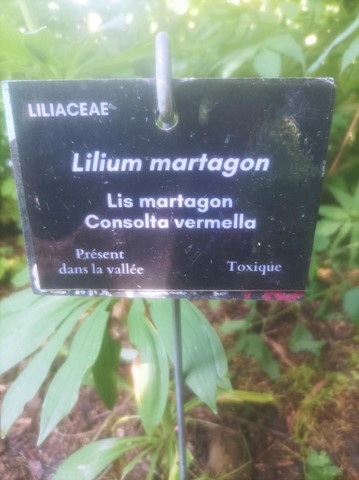 LILIACEAE
Lilium martagon
Lis martagon
Consolta vermella
Présent
dans la vallée
Toxique